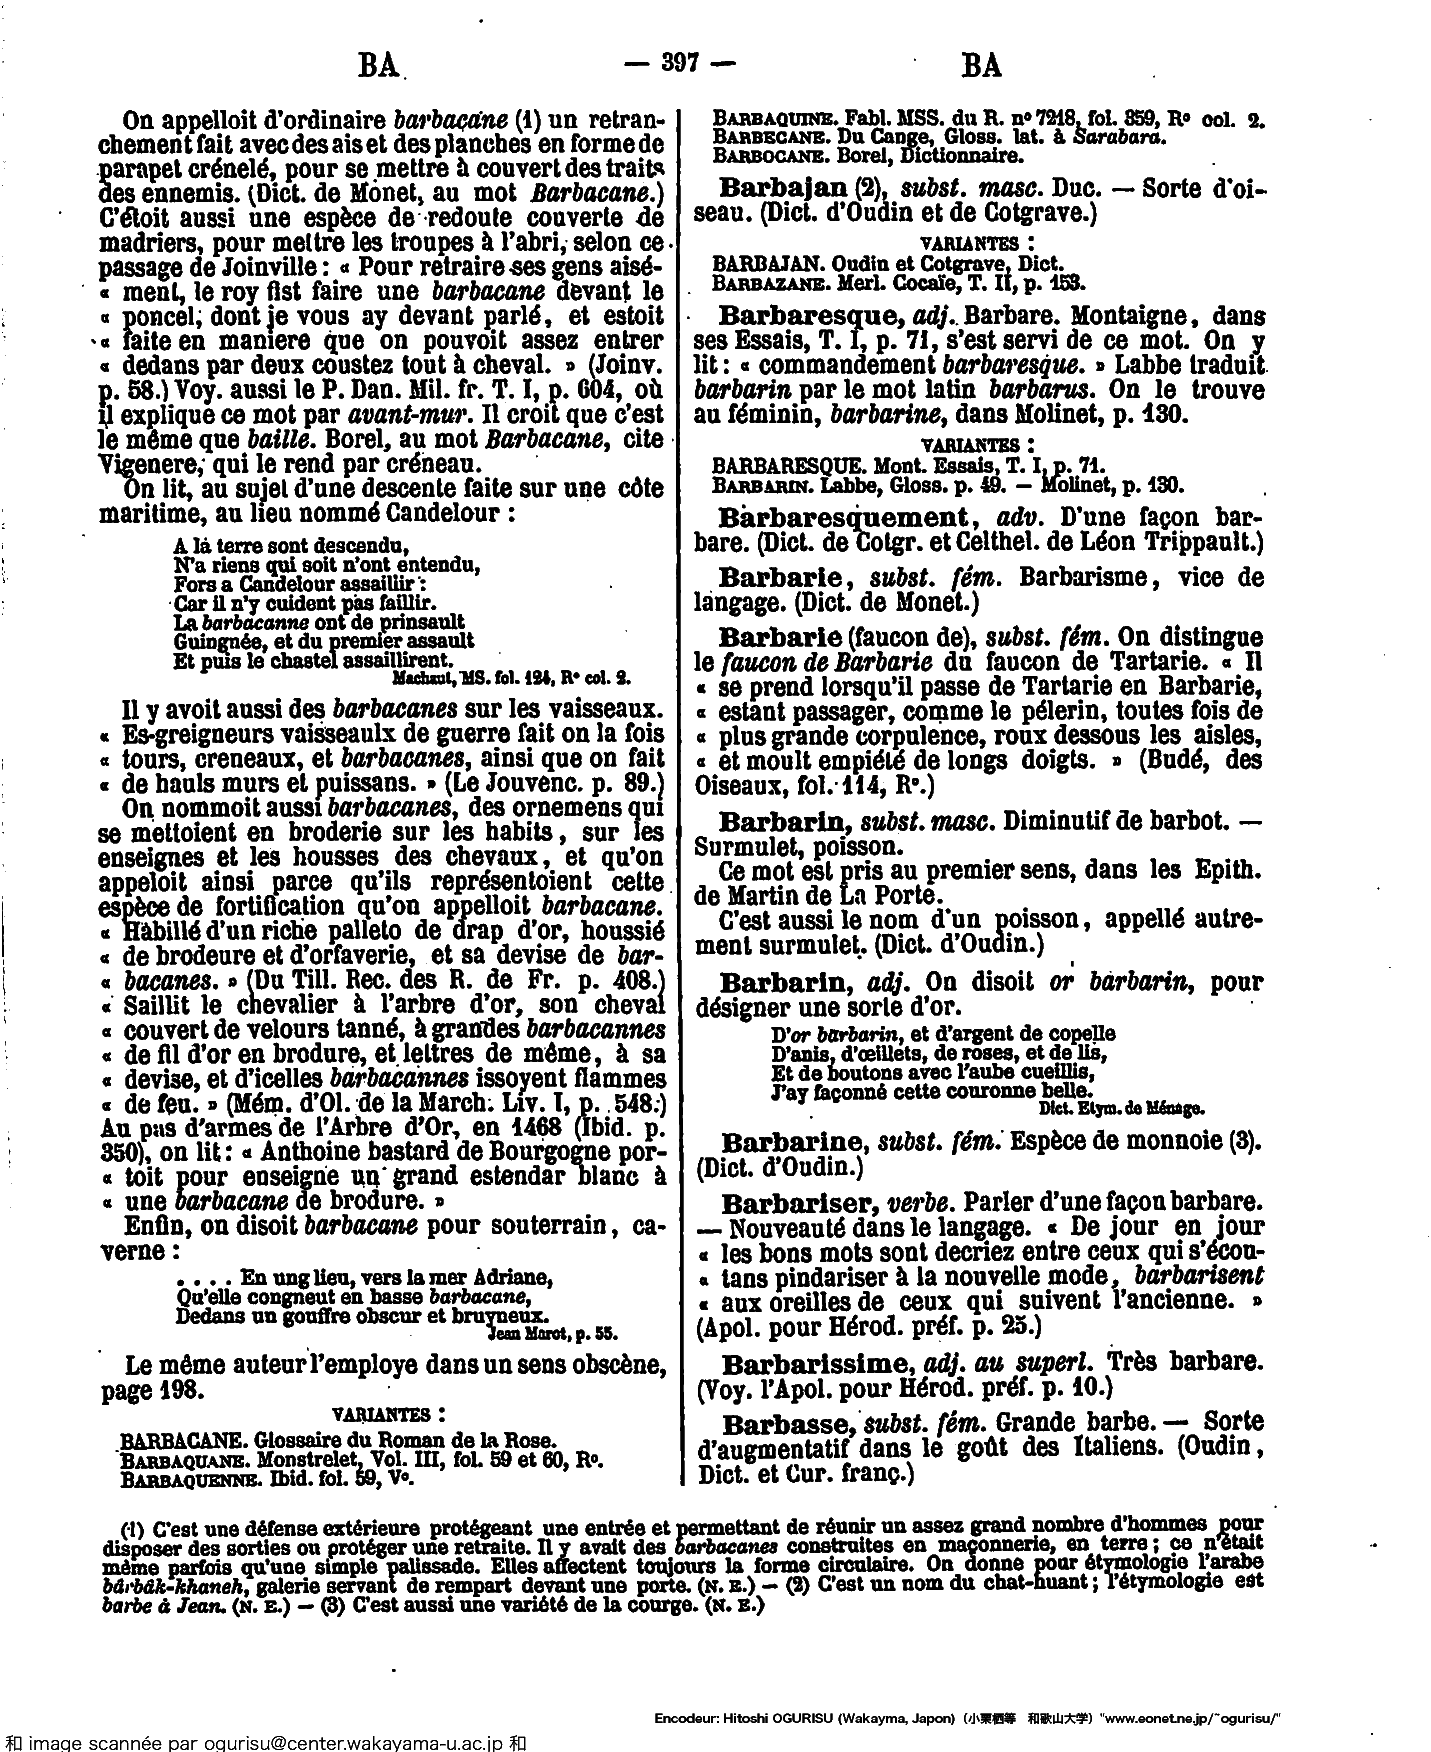 BA — 397 — BA
On appelloit d'ordinaire barbacane (1) un retran-
chement fait avec des ais et des planches en forme de
parapet crénelé, pour se mettre à couvert des traits
des ennemis. (Dict. de Monet, au mot Barbacane.)
C'étoit aussi une espèce de redoute couverte de
madriers, pour mettre les troupes à l'abri, selon ce
passage de Joinville : « Pour retraire ses gens aisé-
« ment, le roy fist faire une barbacane devant le
« poncel, dont je vous ay devant parlé, et estoit
« faite en maniere que on pouvoit assez entrer
« dedans par deux coustez tout à cheval. » (Joinv.
p. 58.) Voy. aussi le P. Dan. Mil. fr. T. I, p. 604, où
il explique ce mot par avant-mur. Il croit que c'est
le même que baille. Borel, au mot Barbacane, cite
Vigenere, qui le rend par créneau.
On lit, au sujet d'une descente faite sur une côte
maritime, au lieu nommé Candelour :
A la terre sont descendu,
N'a riens qui soit n'ont entendu,
Fors a Candelour assaillir :
Car il n'y cuident pas faillir.
La barbacanne ont de prinsault
Guingnée, et du premier assault
Et puis le chastel assaillirent.
Machaut, MS. fol. 124, R° col. 2.
Il y avoit aussi des barbacanes sur les vaisseaux.
« Es-greigneurs vaisseaulx de guerre fait on la fois
« tours, creneaux, et barbacanes, ainsi que on fait
« de hauls murs et puissans. » (Le Jouvenc. p. 89.)
On nommoit aussi barbacanes, des ornemens qui
se mettoient en broderie sur les habits, sur les
enseignes et les housses des chevaux, et qu'on
appeloit ainsi parce qu'ils représentoient cette
espèce de fortification qu'on appelloit barbacane.
« Habillé d'un riche palleto de drap d'or, houssié
« de brodeure et d'orfaverie, et sa devise de bar-
« bacanes. » (Du Till. Rec. des R. de Fr. p. 408.)
« Saillit le chevalier à l'arbre d'or, son cheval
« couvert de velours tanné, à grandes barbacannes
« de fil d'or en brodure, et lettres de même, à sa
« devise, et d'icelles barbacannes issoyent flammes
« de feu. » (Mém. d'Ol. de la March. Liv. I, p. 548.)
Au pas d'armes de l'Arbre d'Or, en 1468 (Ibid. p.
350), on lit : « Anthoine bastard de Bourgogne por-
« toit pour enseigne un grand estendar blanc à
« une barbacane de brodure. »
Enfin, on disoit barbacane pour souterrain, ca-
verne :
. . . . En ung lieu, vers la mer Adriane,
Qu'elle congneut en basse barbacane,
Dedans un gouffre obscur et bruyneux.
Jean Marot, p. 55.
Le même auteur l'employe dans un sens obscène,
page 198.
VARIANTES :
BARBACANE. Glossaire du Roman de la Rose.
BARBAQUANE. Monstrelet, Vol. III, fol. 59 et 60, R°.
BARBAQUENNE. Ibid. fol. 59, V°.
BARBAQUINE. Fabl. MSS. du R. n° 7218, fol. 359, R° col. 2.
BARBECANE. Du Cange, Gloss. lat. à Sarabara.
BARBOCANE. Borel, Dictionnaire.
Barbajan (2), subst. masc. Duc. — Sorte d'oi-
seau. (Dict. d'Oudin et de Cotgrave.)
VARIANTES :
BARBAJAN. Oudin et Cotgrave, Dict.
BARBAZANE. Merl. Cocaïe, T. II, p. 153.
Barbaresque, adj. Barbare. Montaigne, dans
ses Essais, T. I, p. 71, s'est servi de ce mot. On y
lit : « commandement barbaresque. » Labbe traduit
barbarin par le mot latin barbarus. On le trouve
au féminin, barbarine, dans Molinet, p. 130.
VARIANTES :
BARBARESQUE. Mont. Essais, T. I, p. 71.
BARBARIN. Labbe, Gloss. p. 49. — Molinet, p. 130.
Barbaresquement, adv. D'une façon bar-
bare. (Dict. de Cotgr. et Celthel. de Léon Trippault.)
Barbarie, subst. fém. Barbarisme, vice de
langage. (Dict. de Monet.)
Barbarie (faucon de), subst. fém. On distingue
le faucon de Barbarie du faucon de Tartarie. « Il
« se prend lorsqu'il passe de Tartarie en Barbarie,
« estant passager, comme le pélerin, toutes fois de
« plus grande corpulence, roux dessous les aisles,
« et moult empiété de longs doigts. » (Budé, des
Oiseaux, fol. 114, R°.)
Barbarin, subst. masc. Diminutif de barbot. —
Surmulet, poisson.
Ce mot est pris au premier sens, dans les Epith.
de Martin de La Porte.
C'est aussi le nom d'un poisson, appellé autre-
ment surmulet. (Dict. d'Oudin.)
Barbarin, adj. On disoit or barbarin, pour
désigner une sorte d'or.
D'or barbarin, et d'argent de copelle
D'anis, d'œillets, de roses, et de lis,
Et de boutons avec l'aube cueillis,
J'ay façonné cette couronne belle.
Dict. Etym. de Ménage.
Barbarine, subst. fém. Espèce de monnoie (3).
(Dict. d'Oudin.)
Barbariser, verbe. Parler d'une façon barbare.
— Nouveauté dans le langage. « De jour en jour
« les bons mots sont decriez entre ceux qui s'écou-
« tans pindariser à la nouvelle mode, barbarisent
« aux oreilles de ceux qui suivent l'ancienne. »
(Apol. pour Hérod. préf. p. 25.)
Barbarissime, adj. au superl. Très barbare.
(Voy. l'Apol. pour Hérod. préf. p. 10.)
Barbasse, subst. fém. Grande barbe. — Sorte
d'augmentatif dans le goût des Italiens. (Oudin,
Dict. et Cur. franç.)
(1) C'est une défense extérieure protégeant une entrée et permettant de réunir un assez grand nombre d'hommes pour
disposer des sorties ou protéger une retraite. Il y avait des barbacanes construites en maçonnerie, en terre ; ce n'était
même parfois qu'une simple palissade. Elles affectent toujours la forme circulaire. On donne pour étymologie l'arabe
bârbâk-khaneh, galerie servant de rempart devant une porte. (N. E.) — (2) C'est un nom du chat-huant ; l'étymologie est
barbe à Jean. (N. E.) — (3) C'est aussi une variété de la courge. (N. E.)
Encodeur: Hitoshi OGURISU (Wakayma, Japon) (小栗栖等 和歌山大学) "www.eonet.ne.jp/~ogurisu/"
和 image scannée par ogurisu@center.wakayama-u.ac.jp 和